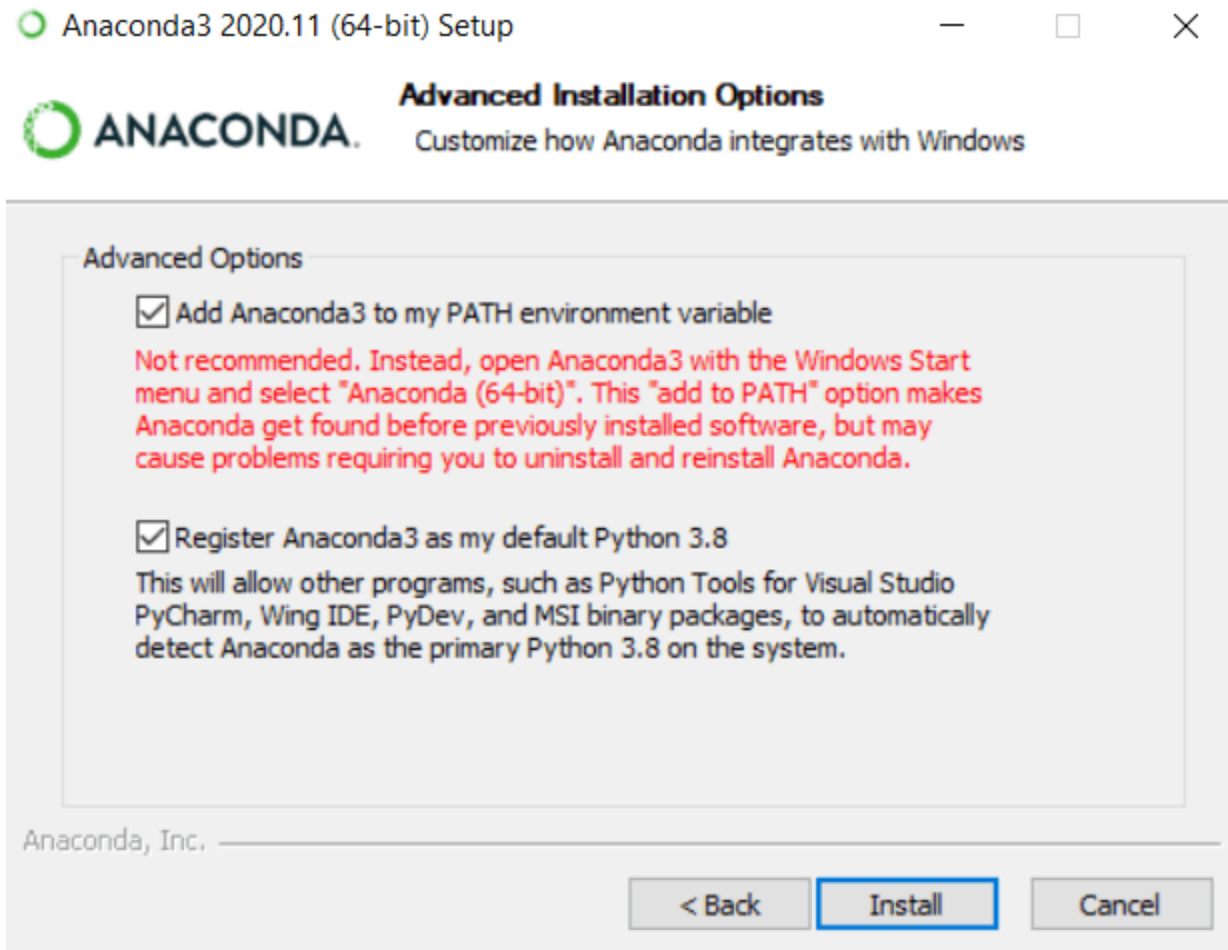 Anaconda3 2020.11 (64-bit) Setup
ANACONDA.
Advanced Installation Options
Customize how Anaconda integrates with Windows
Advanced Options
Add Anaconda3 to my PATH environment variable
Not recommended. Instead, open Anaconda3 with the Windows Start
menu and select "Anaconda (64-bit)". This "add to PATH" option makes
Anaconda get found before previously installed software, but may
cause problems requiring you to uninstall and reinstall Anaconda.
Register Anaconda3 as my default Python 3.8
This will allow other programs, such as Python Tools for Visual Studio
PyCharm, Wing IDE, PyDev, and MSI binary packages, to automatically
detect Anaconda as the primary Python 3.8 on the system.
Anaconda, Inc.
< Back
Install
Cancel